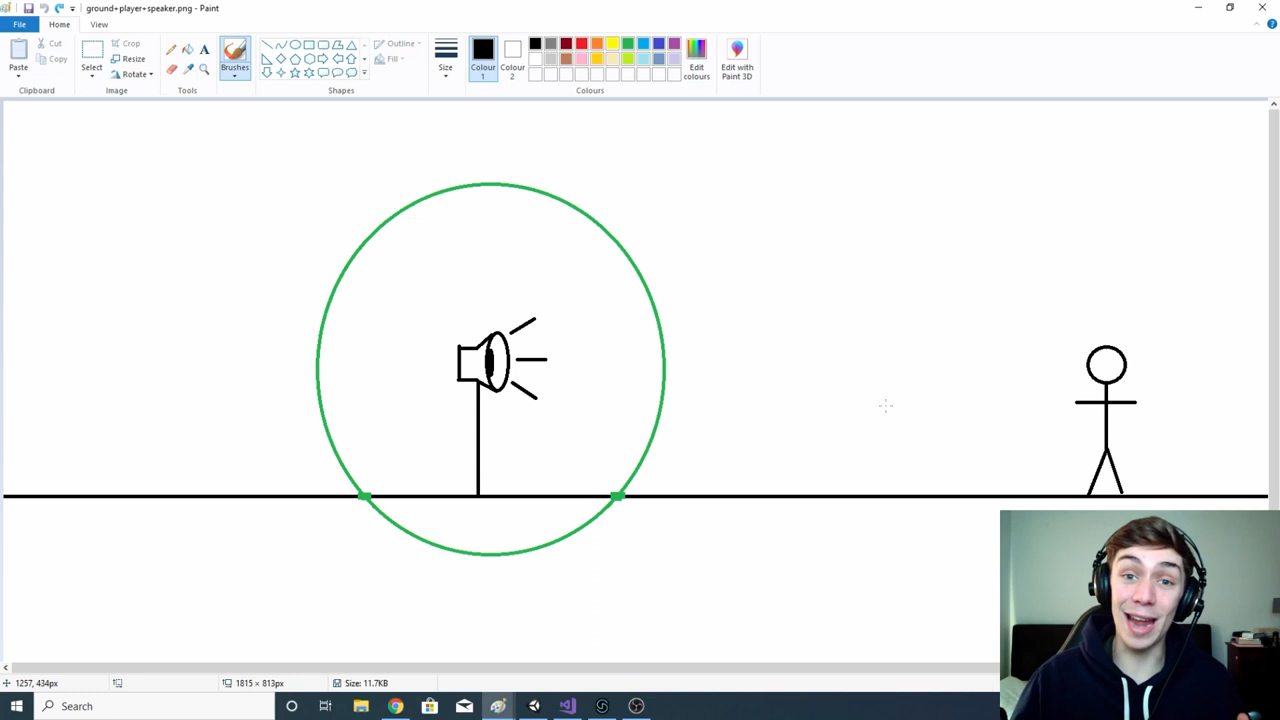 ground+player+speaker.png - Paint
File Home View
Paste
Cut
Copy
Clipboard
Select
Crop
Resize
Rotate
Image
A
Tools
Brushes
Shapes
Outline
Fill
Size
Colour 1
Colour 2
Colours
Edit colours
Edit with Paint 3D
1257, 434px
1815 × 813px
Size: 11.7KB
Search